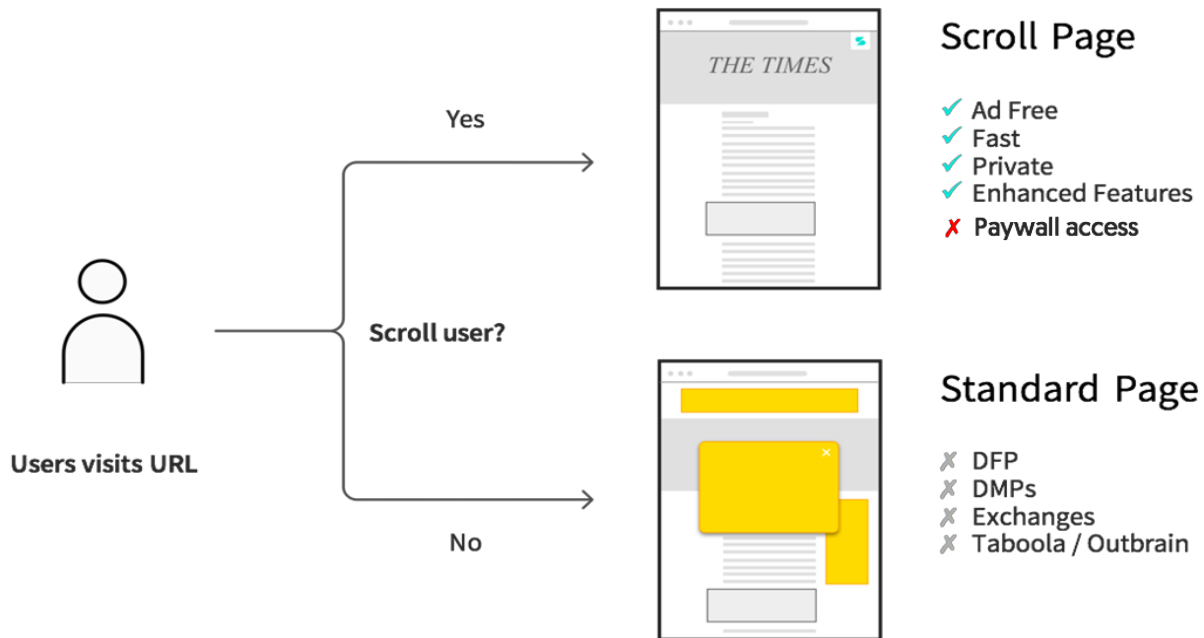 Scroll Page
THE TIMES
Ad Free
Fast
Private
Enhanced Features
Paywall access
Yes
Scroll user?
Users visits URL
No
Standard Page
DFP
DMPs
Exchanges
Taboola / Outbrain